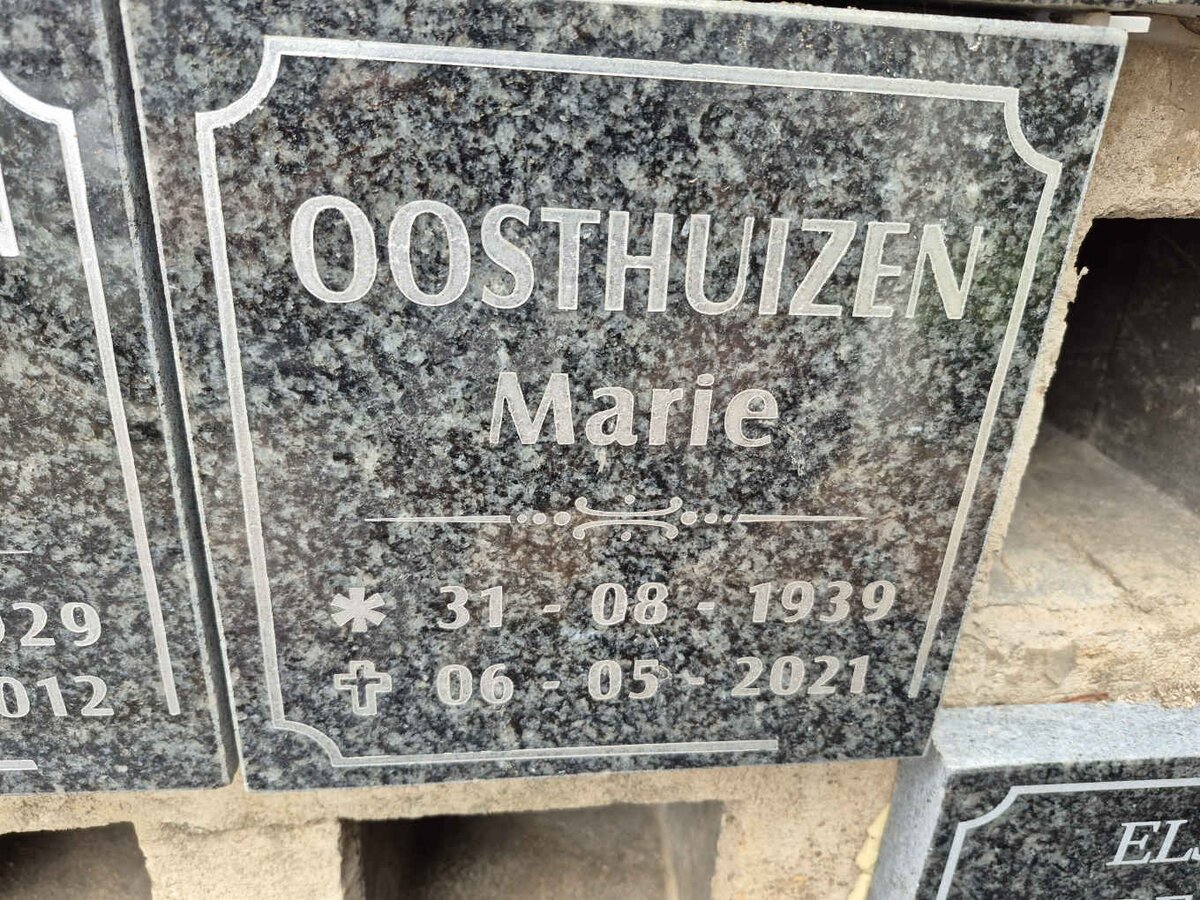 OOSTHUIZEN
Marie
* 31 - 08 - 1939
✝ 06 - 05 - 2021